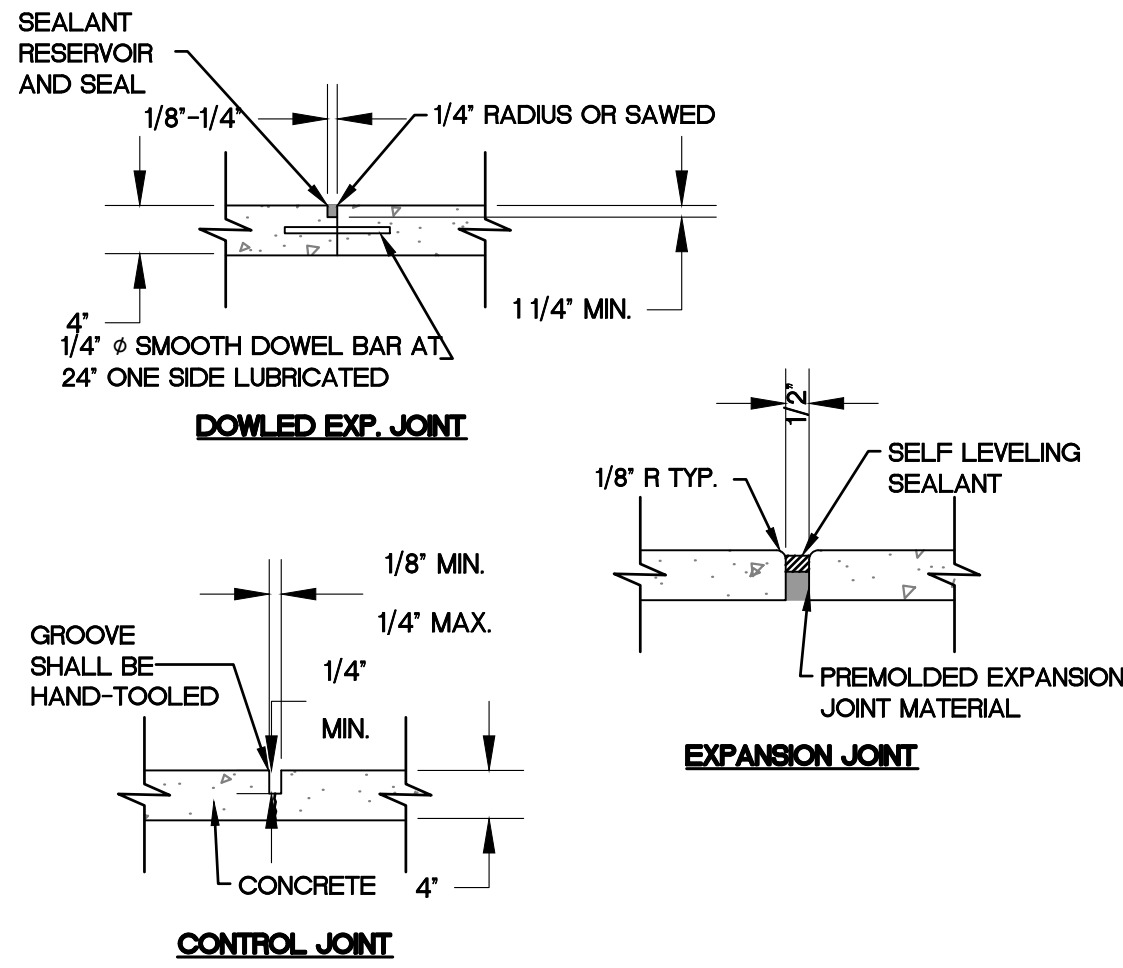 SEALANT
RESERVOIR
AND SEAL
1/8"-1/4"
1/4" RADIUS OR SAWED
1 1/4" MIN.
4"
1/4" ϕ SMOOTH DOWEL BAR AT
24" ONE SIDE LUBRICATED
DOWLED EXP. JOINT
1/2"
1/8" R TYP.
SELF LEVELING
SEALANT
PREMOLDED EXPANSION
JOINT MATERIAL
EXPANSION JOINT
1/8" MIN.
1/4" MAX.
GROOVE
SHALL BE
HAND-TOOLED
1/4"
MIN.
CONCRETE
4"
CONTROL JOINT